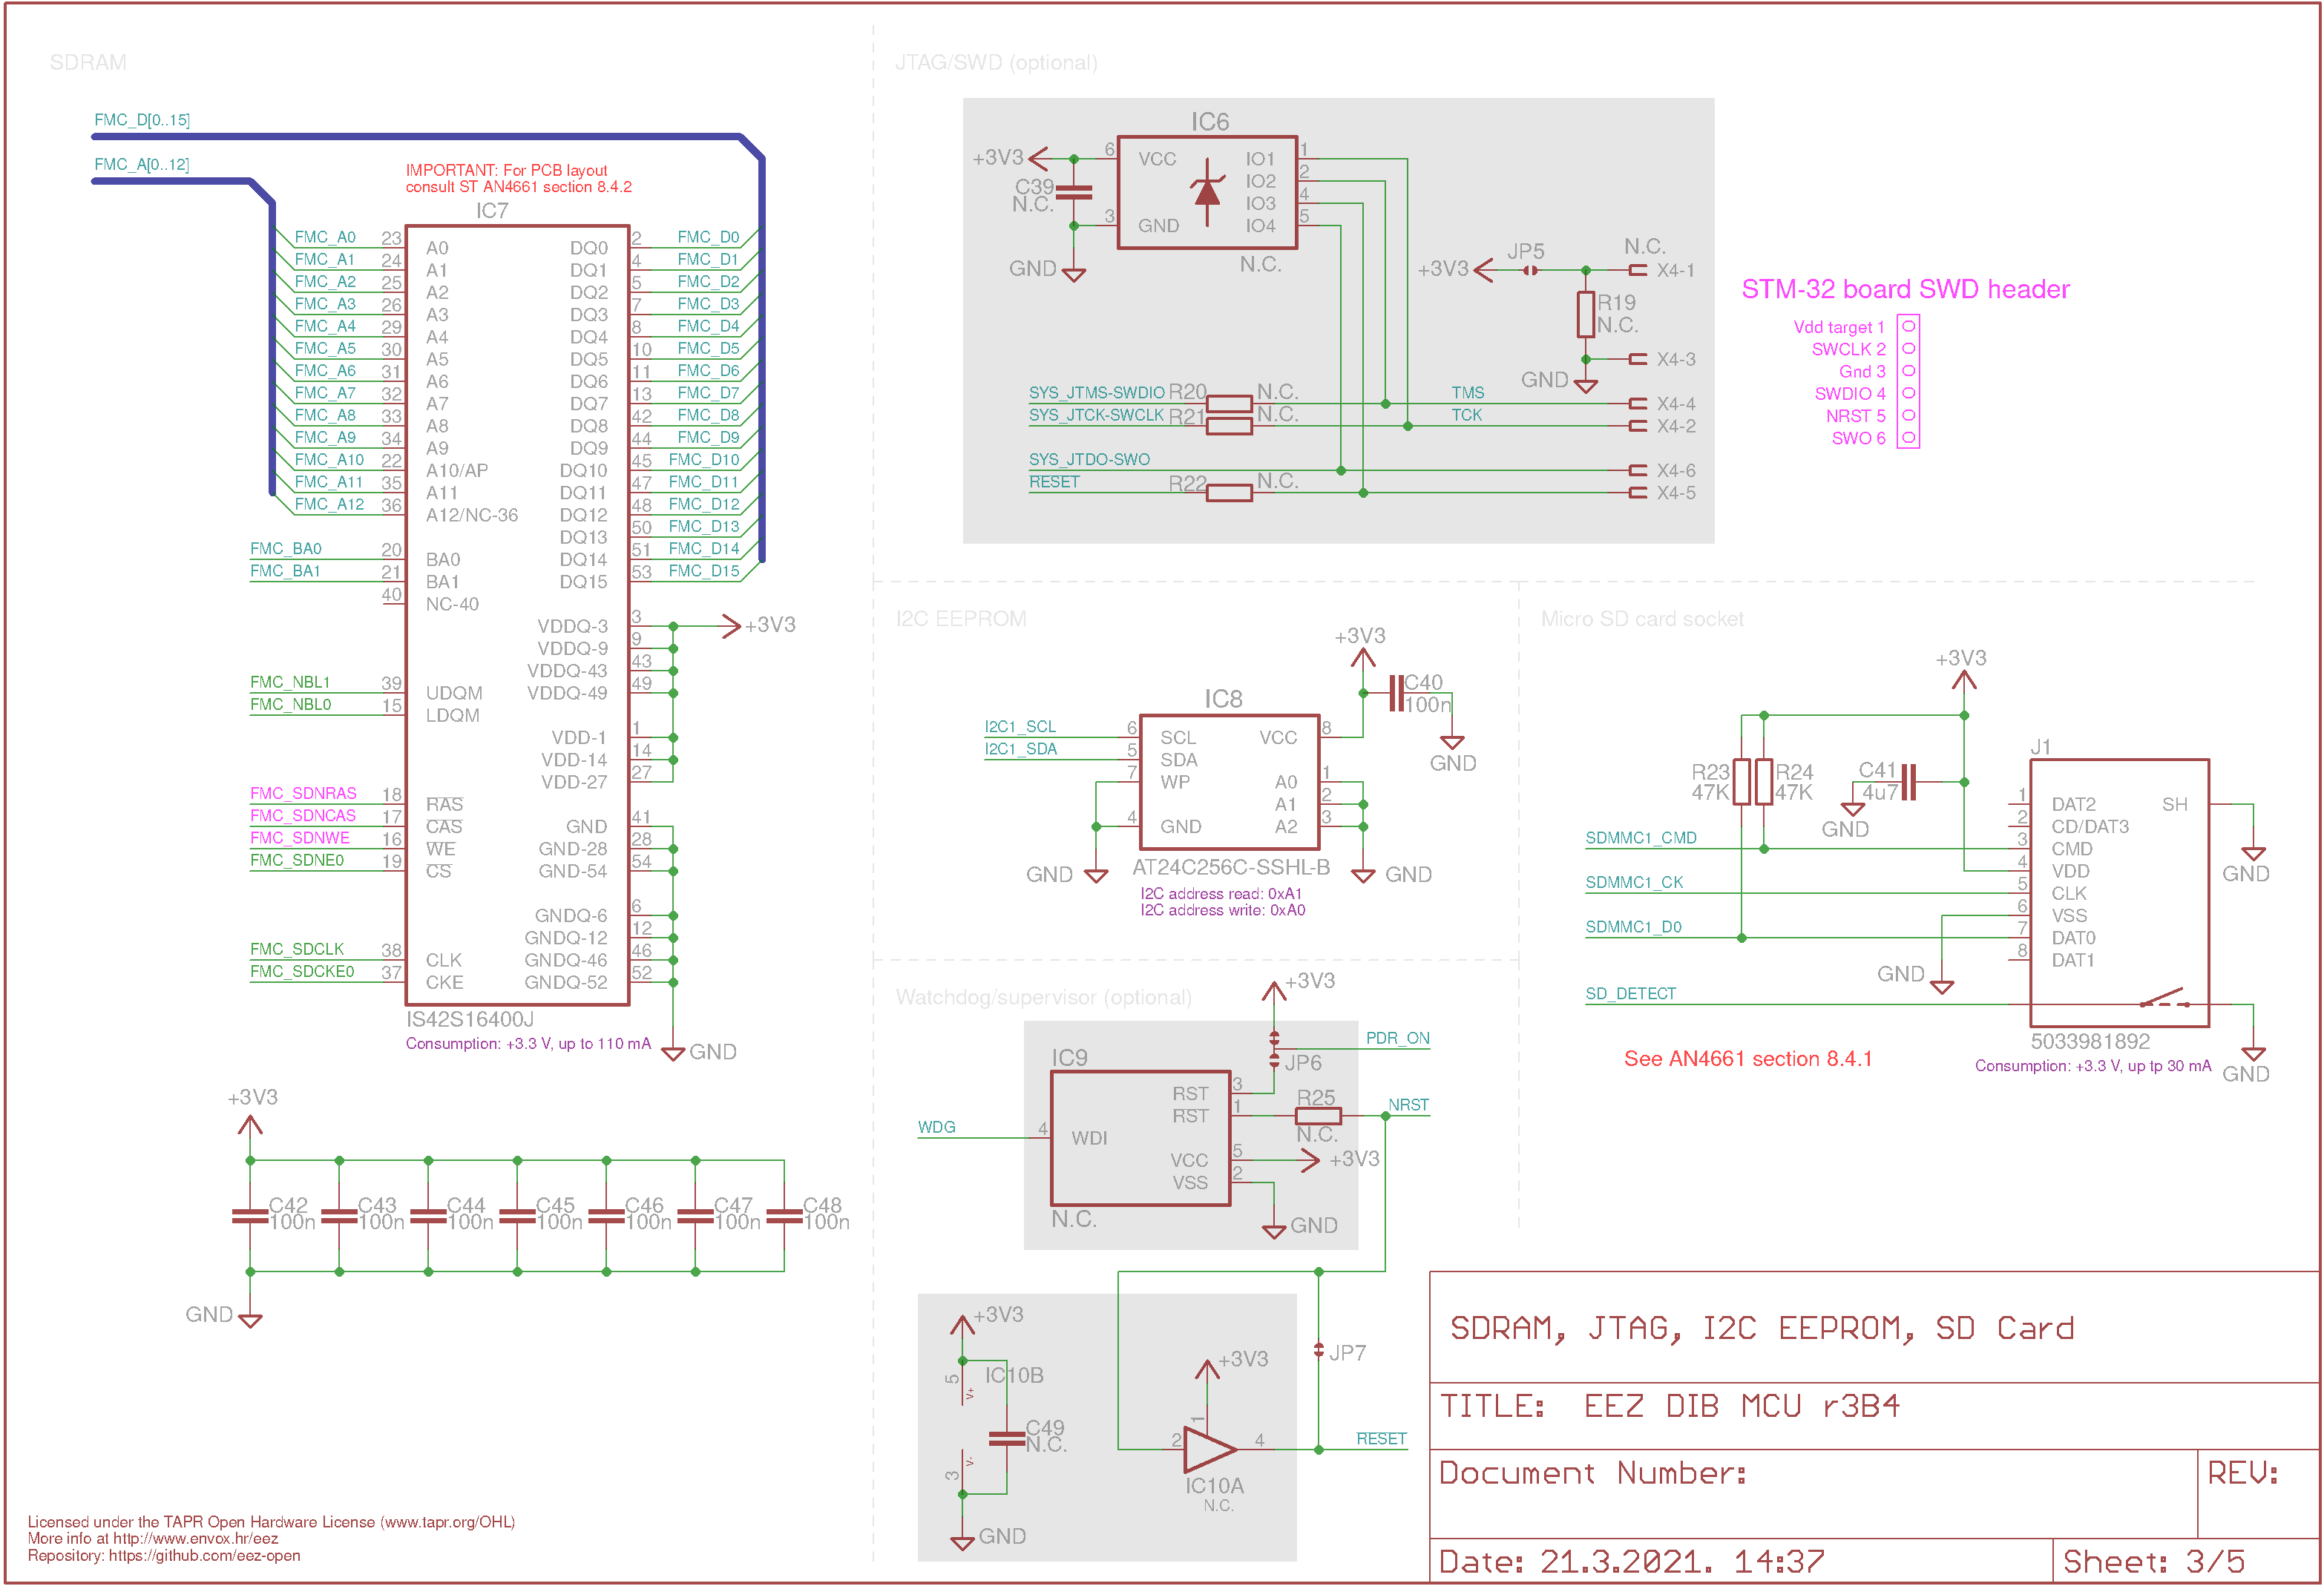 SDRAM
FMC_D[0..15]
FMC_A[0..12]
IMPORTANT: For PCB layout
consult ST AN4661 section 8.4.2
IC7
FMC_A0 23 A0
FMC_A1 24 A1
FMC_A2 25 A2
FMC_A3 26 A3
FMC_A4 29 A4
FMC_A5 30 A5
FMC_A6 31 A6
FMC_A7 32 A7
FMC_A8 33 A8
FMC_A9 34 A9
FMC_A10 22 A10/AP
FMC_A11 35 A11
FMC_A12 36 A12/NC-36
FMC_BA0 20 BA0
FMC_BA1 21 BA1
40 NC-40
FMC_NBL1 39 UDQM
FMC_NBL0 15 LDQM
FMC_SDNRAS 18 RAS
FMC_SDNCAS 17 CAS
FMC_SDNWE 16 WE
FMC_SDNE0 19 CS
FMC_SDCLK 38 CLK
FMC_SDCKE0 37 CKE
DQ0 2 FMC_D0
DQ1 4 FMC_D1
DQ2 5 FMC_D2
DQ3 7 FMC_D3
DQ4 8 FMC_D4
DQ5 10 FMC_D5
DQ6 11 FMC_D6
DQ7 13 FMC_D7
DQ8 42 FMC_D8
DQ9 44 FMC_D9
DQ10 45 FMC_D10
DQ11 47 FMC_D11
DQ12 48 FMC_D12
DQ13 50 FMC_D13
DQ14 51 FMC_D14
DQ15 53 FMC_D15
VDDQ-3 3 +3V3
VDDQ-9 9
VDDQ-43 43
VDDQ-49 49
VDD-1 1
VDD-14 14
VDD-27 27
GND 41
GND-28 28
GND-54 54
GNDQ-6 6
GNDQ-12 12
GNDQ-46 46
GNDQ-52 52
IS42S16400J
Consumption: +3.3 V, up to 110 mA
GND
+3V3
C42 C43 C44 C45 C46 C47 C48
100n 100n 100n 100n 100n 100n 100n
GND
JTAG/SWD (optional)
IC6
+3V3 6 VCC IO1 1
IO2 2
C39
N.C.
IO3 4
3 GND IO4 5
GND
N.C.
+3V3 JP5 N.C. X4-1
R19
N.C.
X4-3
GND
SYS_JTMS-SWDIO R20 N.C. TMS X4-4
SYS_JTCK-SWCLK R21 N.C. TCK X4-2
SYS_JTDO-SWO X4-6
RESET R22 N.C. X4-5
STM-32 board SWD header
Vdd target 1
SWCLK 2
Gnd 3
SWDIO 4
NRST 5
SWO 6
I2C EEPROM
+3V3
C40
100n
GND
IC8
I2C1_SCL 6 SCL VCC 8
I2C1_SDA 5 SDA
7 WP A0 1
A1 2
4 GND A2 3
GND AT24C256C-SSHL-B GND
I2C address read: 0xA1
I2C address write: 0xA0
Micro SD card socket
+3V3
R23
47K
R24
47K
C41
4u7
GND
J1
1 DAT2 SH
2 CD/DAT3
SDMMC1_CMD 3 CMD
4 VDD
SDMMC1_CK 5 CLK
6 VSS
SDMMC1_D0 7 DAT0
8 DAT1
GND
GND
SD_DETECT
5033981892
See AN4661 section 8.4.1
Consumption: +3.3 V, up tp 30 mA
GND
Watchdog/supervisor (optional)
+3V3
PDR_ON
JP6
IC9
RST 3
RST 1 R25 NRST
N.C.
WDG 4 WDI
VCC 5 +3V3
VSS 2
N.C.
GND
+3V3
5 V+ IC10B
C49
N.C.
3 V-
GND
+3V3
JP7
1
2 4 RESET
IC10A
N.C.
SDRAM, JTAG, I2C EEPROM, SD Card
TITLE: EEZ DIB MCU r3B4
Document Number: REV:
Date: 21.3.2021. 14:37 Sheet: 3/5
Licensed under the TAPR Open Hardware License (www.tapr.org/OHL)
More info at http://www.envox.hr/eez
Repository: https://github.com/eez-open